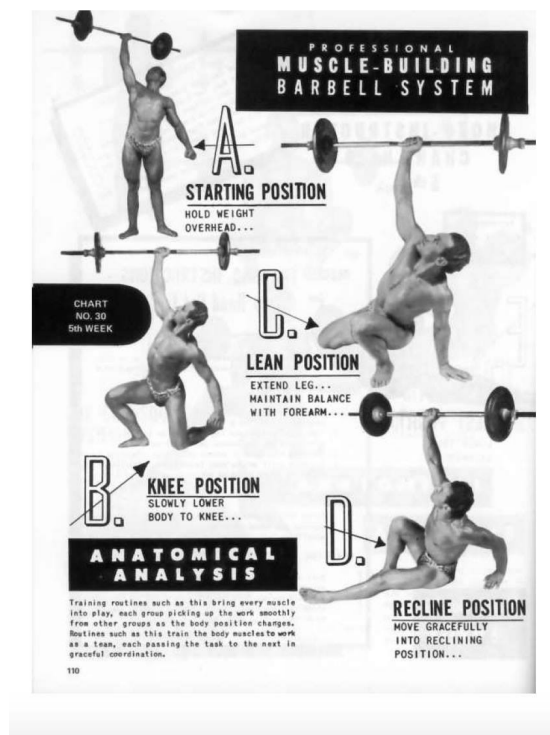 PROFESSIONAL
MUSCLE-BUILDING
BARBELL SYSTEM
A.
STARTING POSITION
HOLD WEIGHT
OVERHEAD...
CHART
NO. 30
5th WEEK
C.
LEAN POSITION
EXTEND LEG...
MAINTAIN BALANCE
WITH FOREARM...
B.
KNEE POSITION
SLOWLY LOWER
BODY TO KNEE...
D.
RECLINE POSITION
MOVE GRACEFULLY
INTO RECLINING
POSITION...
ANATOMICAL
ANALYSIS
Training routines such as this bring every muscle
into play, each group picking up the work smoothly
from other groups as the body position changes.
Routines such as this train the body muscles to work
as a team, each passing the task to the next in
graceful coordination.
110